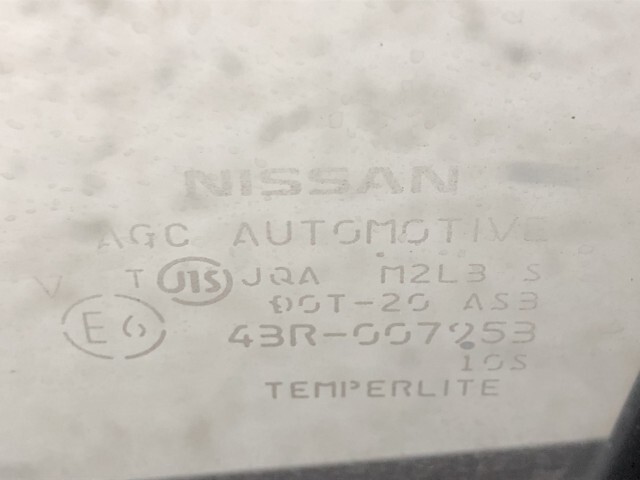 NISSAN
AGC AUTOMOTIVE
V T JIS JQA M2L3 S
DOT-20 AS3
E6 43R-007253
10S
TEMPERLITE